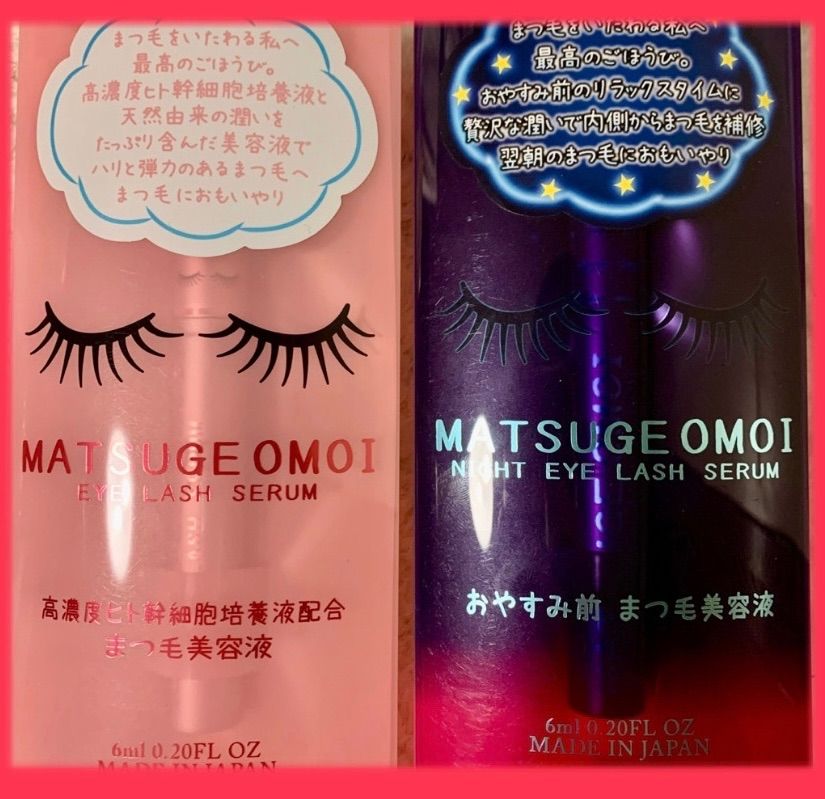 まつ毛をいたわる私へ
最高のごほうび。
高濃度ヒト幹細胞培養液と
天然由来の潤いを
たっぷり含んだ美容液で
ハリと弾力のあるまつ毛へ
まつ毛におもいやり
MATSUGE OMOI
EYE LASH SERUM
高濃度ヒト幹細胞培養液配合
まつ毛美容液
6ml 0.20FL OZ
MADE IN JAPAN
まつ毛をいたわる私へ
最高のごほうび。
おやすみ前のリラックスタイムに
贅沢な潤いで内側からまつ毛を補修
翌朝のまつ毛におもいやり
MATSUGE OMOI
NIGHT EYE LASH SERUM
おやすみ前 まつ毛美容液
6ml 0.20FL OZ
MADE IN JAPAN